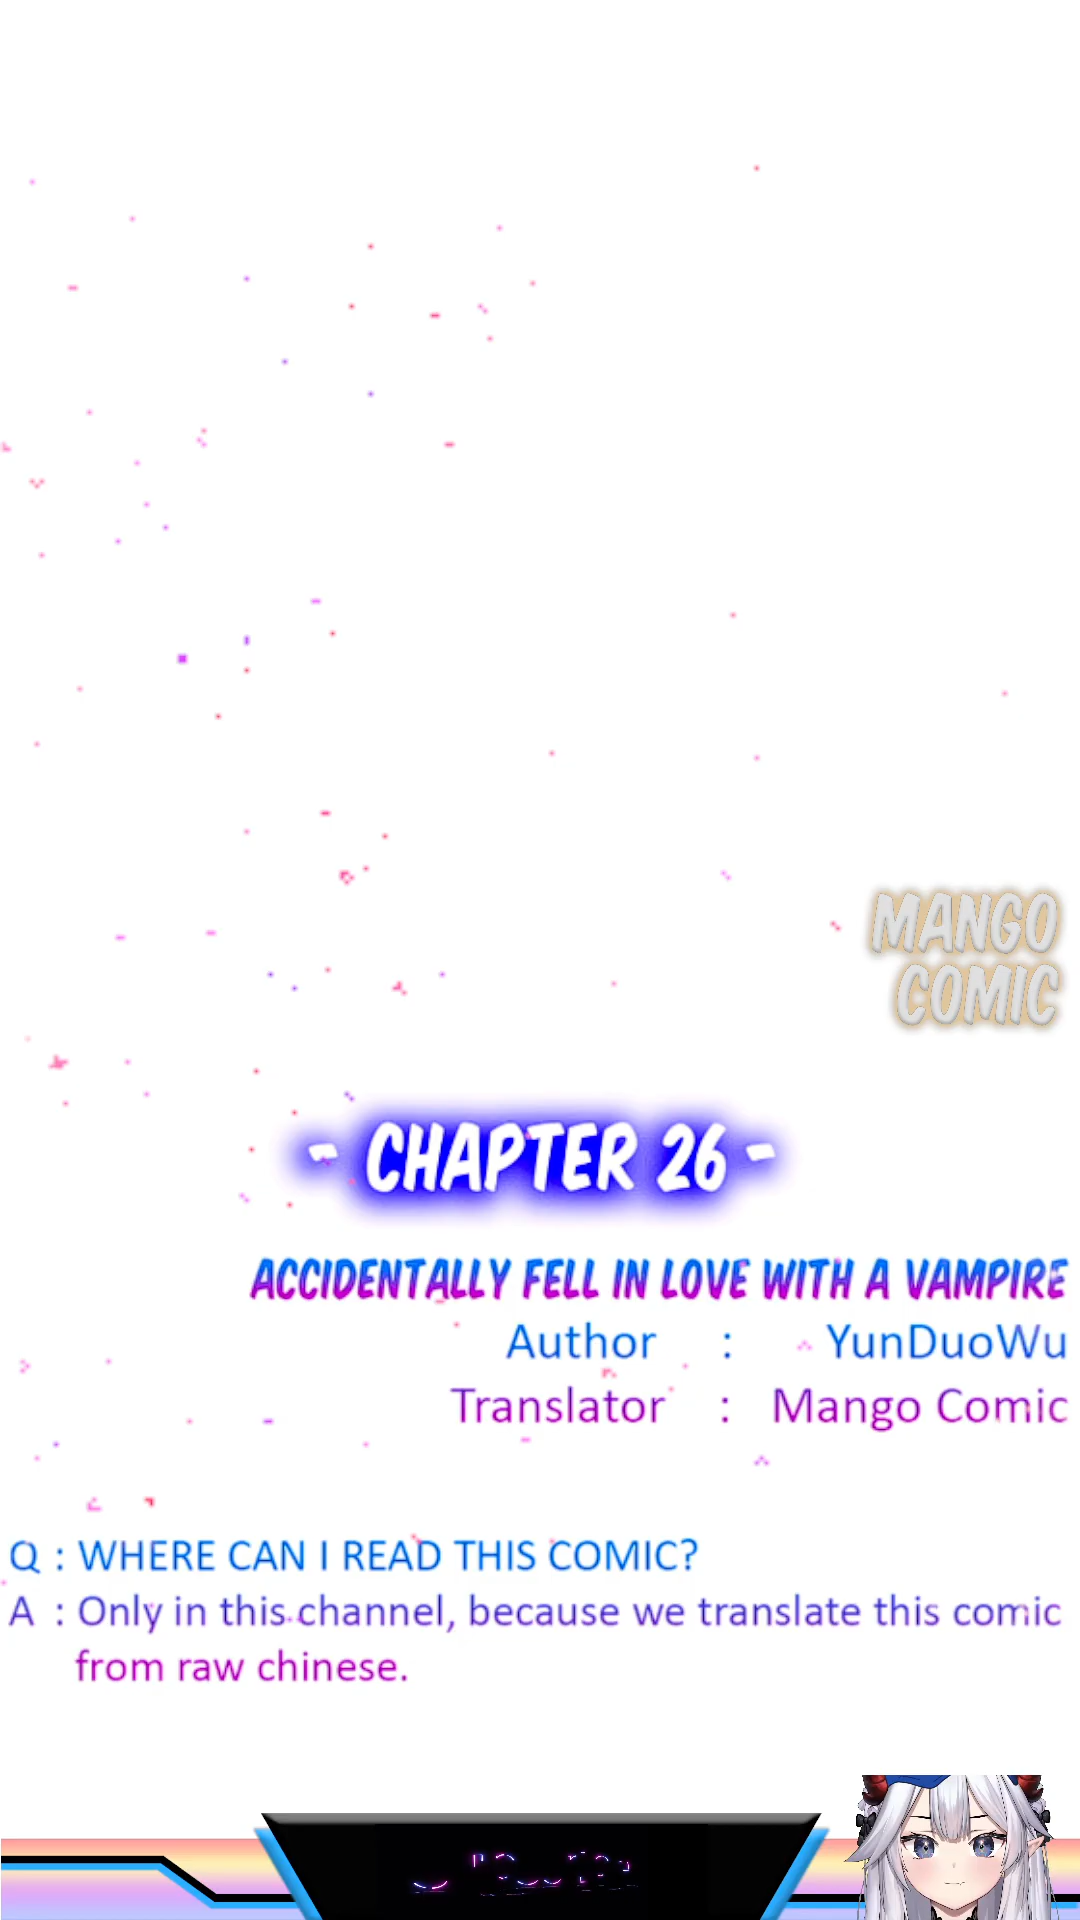 MANGO
COMIC
- CHAPTER 26 -
ACCIDENTALLY FELL IN LOVE WITH A VAMPIRE
Author : YunDuoWu
Translator : Mango Comic
Q : WHERE CAN I READ THIS COMIC?
A : Only in this channel, because we translate this comic
from raw chinese.